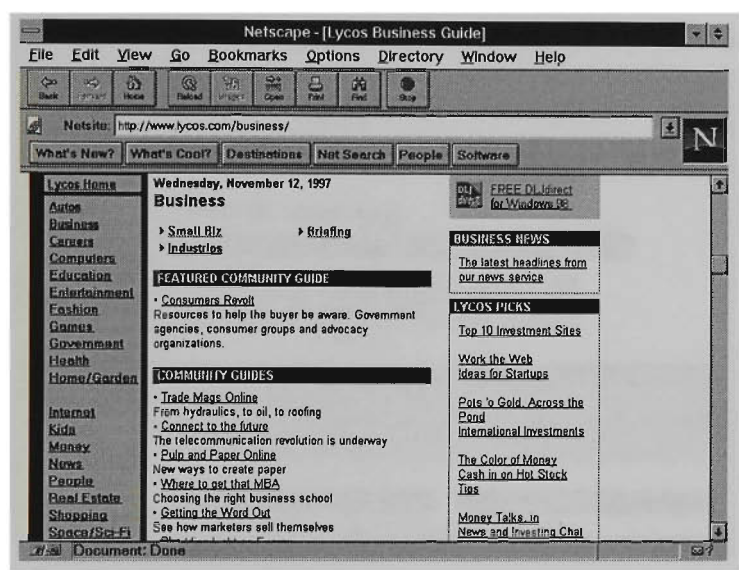 Netscape - [Lycos Business Guide]
File Edit View Go Bookmarks Options Directory Window Help
Back Forward Home Reload Images Open Print Find Stop
Netsite: http://www.lycos.com/business/
N
What's New? What's Cool? Destinations Net Search People Software
Lycos Home
Autos
Business
Careers
Computers
Education
Entertainment
Fashion
Games
Government
Health
Home/Garden
Internet
Kids
Money
News
People
Real Estate
Shopping
Space/Sci-Fi
Wednesday, November 12, 1997
Business
Small Biz
Briefing
Industries
FEATURED COMMUNITY GUIDE
• Consumers Revolt
Resources to help the buyer be aware. Government
agencies, consumer groups and advocacy
organizations.
COMMUNITY GUIDES
• Trade Mags Online
From hydraulics, to oil, to roofing
• Connect to the future
The telecommunication revolution is underway
• Pulp and Paper Online
New ways to create paper
• Where to get that MBA
Choosing the right business school
• Getting the Word Out
See how marketers sell themselves
FREE DLJdirect
for Windows 98
BUSINESS NEWS
The latest headlines from
our news service
LYCOS PICKS
Top 10 Investment Sites
Work the Web
Ideas for Startups
Pots 'o Gold, Across the
Pond
International Investments
The Color of Money
Cash in on Hot Stock
Tips
Money Talks, in
News and Investing Chat
Document: Done